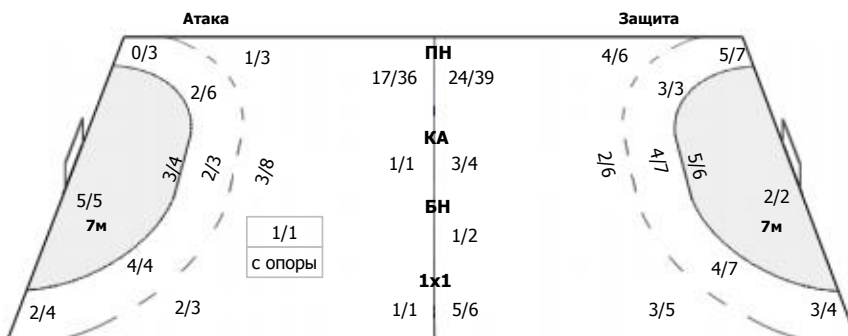 Атака Защита
0/3 1/3 ПН 4/6 5/7
17/36 24/39
2/6 3/3
КА
3/4 2/3 3/8 1/1 3/4 2/6 4/7 5/6
5/5 2/2
БН
7м 7м
1/1 1/2
с опоры
4/4 4/7
1x1
2/4 2/3 1/1 5/6 3/5 3/4